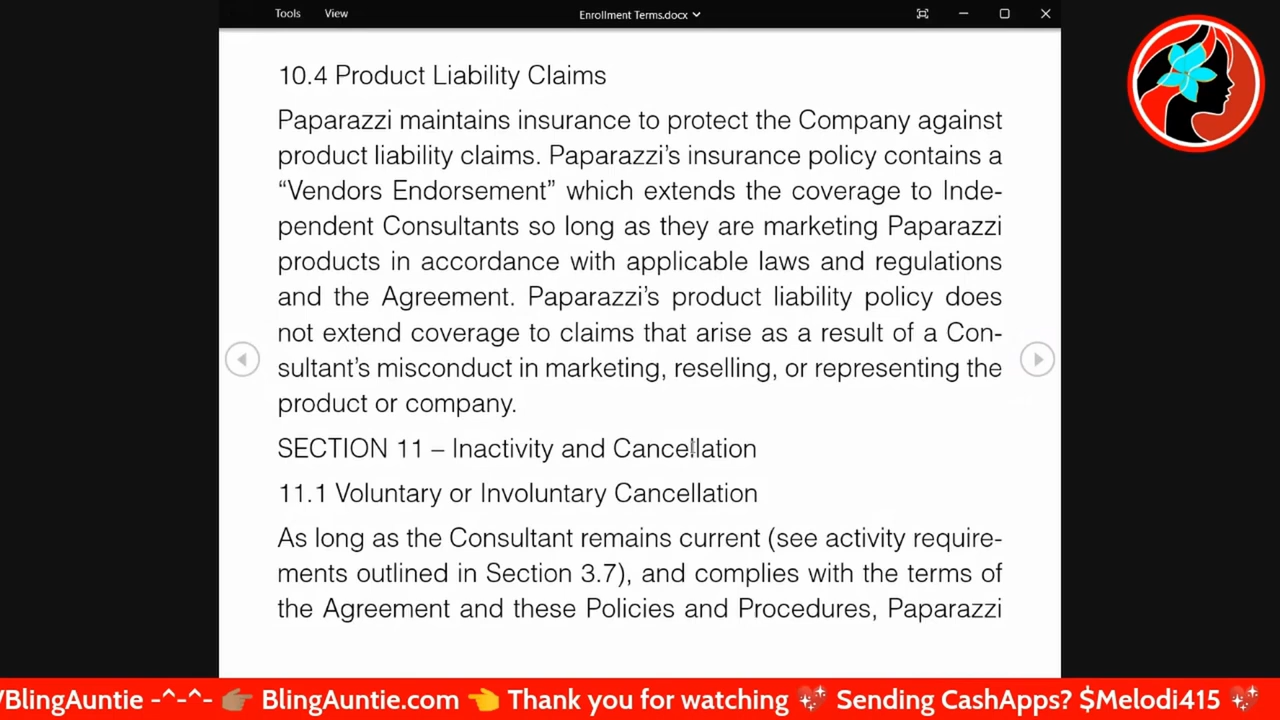 Tools View Enrollment Terms.docx
10.4 Product Liability Claims
Paparazzi maintains insurance to protect the Company against
product liability claims. Paparazzi’s insurance policy contains a
“Vendors Endorsement” which extends the coverage to Inde-
pendent Consultants so long as they are marketing Paparazzi
products in accordance with applicable laws and regulations
and the Agreement. Paparazzi’s product liability policy does
not extend coverage to claims that arise as a result of a Con-
sultant’s misconduct in marketing, reselling, or representing the
product or company.
SECTION 11 – Inactivity and Cancellation
11.1 Voluntary or Involuntary Cancellation
As long as the Consultant remains current (see activity require-
ments outlined in Section 3.7), and complies with the terms of
the Agreement and these Policies and Procedures, Paparazzi
/BlingAuntie -^-^- 👉🏽 BlingAuntie.com 👈 Thank you for watching 💖 Sending CashApps? $Melodi415 💖